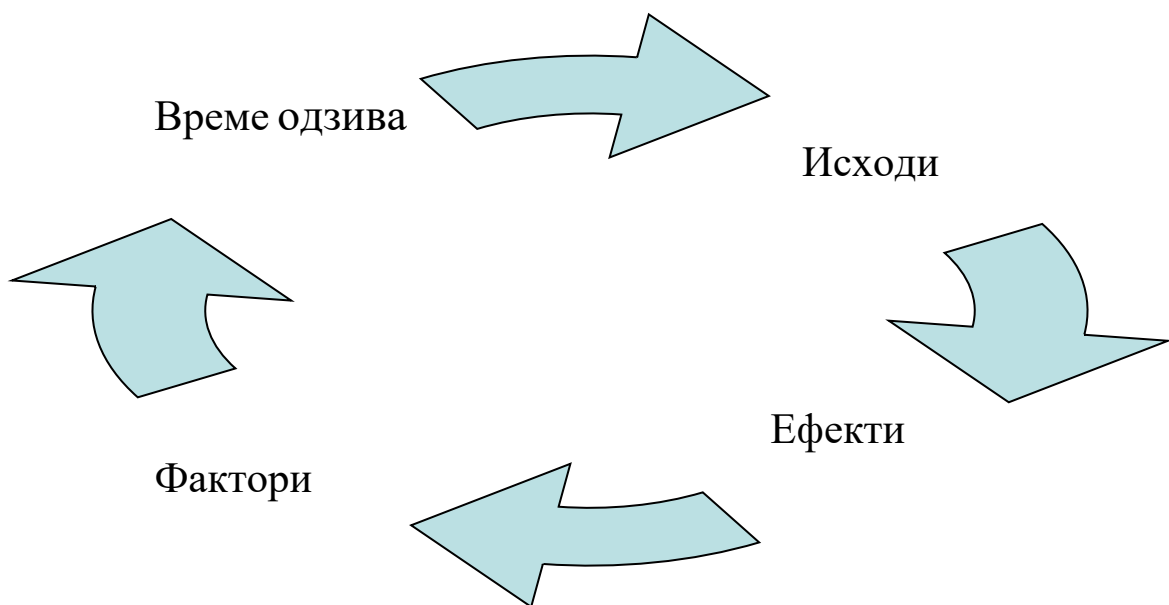 Време одзива
Исходи
Ефекти
Фактори